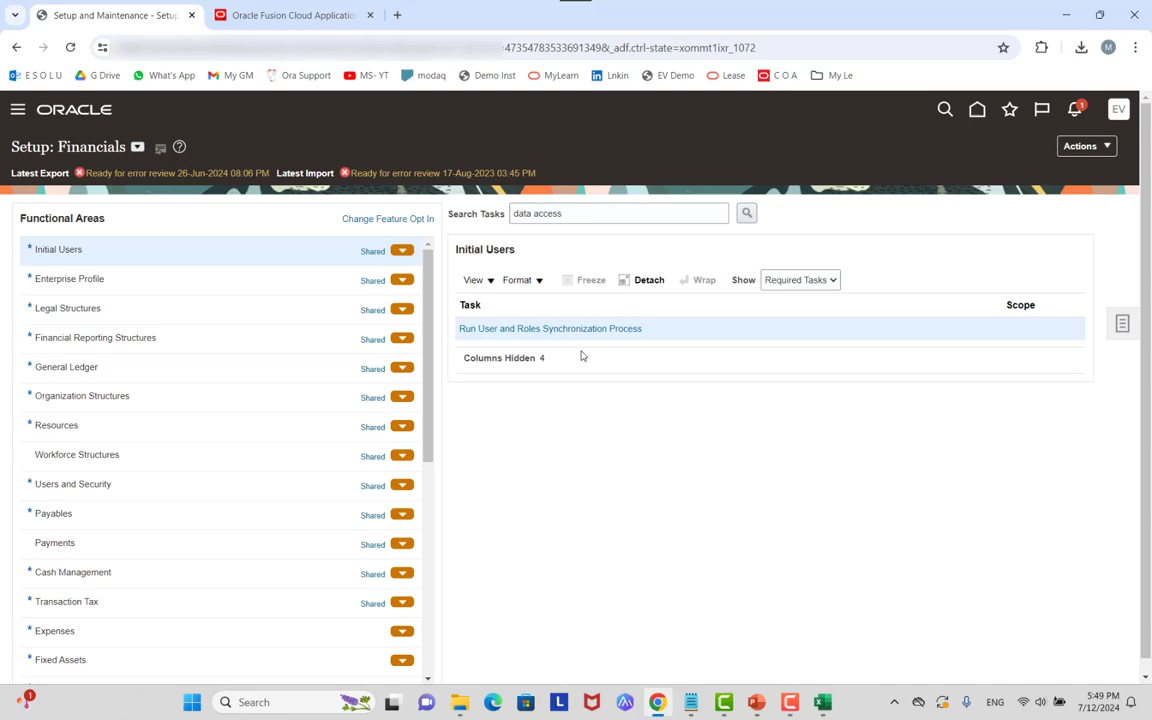 Setup and Maintenance - Setup
Oracle Fusion Cloud Application
=4735478353369134&_adf.ctrl-state=xommt1ixr_1072
M
E S O L U
G Drive
What's App
My GM
Ora Support
MS- YT
modaq
Demo Inst
MyLearn
Lnkin
EV Demo
Lease
C O A
My Le
ORACLE
1
EV
Setup: Financials
Actions
Latest Export Ready for error review 26-Jun-2024 08:06 PM Latest Import Ready for error review 17-Aug-2023 03:45 PM
Functional Areas
Change Feature Opt In
Search Tasks data access
* Initial Users Shared
* Enterprise Profile Shared
* Legal Structures Shared
* Financial Reporting Structures Shared
* General Ledger Shared
* Organization Structures Shared
* Resources Shared
Workforce Structures Shared
* Users and Security Shared
* Payables Shared
Payments Shared
* Cash Management Shared
* Transaction Tax Shared
* Expenses
* Fixed Assets
Initial Users
View Format Freeze Detach Wrap Show Required Tasks
Task Scope
Run User and Roles Synchronization Process
Columns Hidden 4
1
Search
L
ENG
5:49 PM
7/12/2024